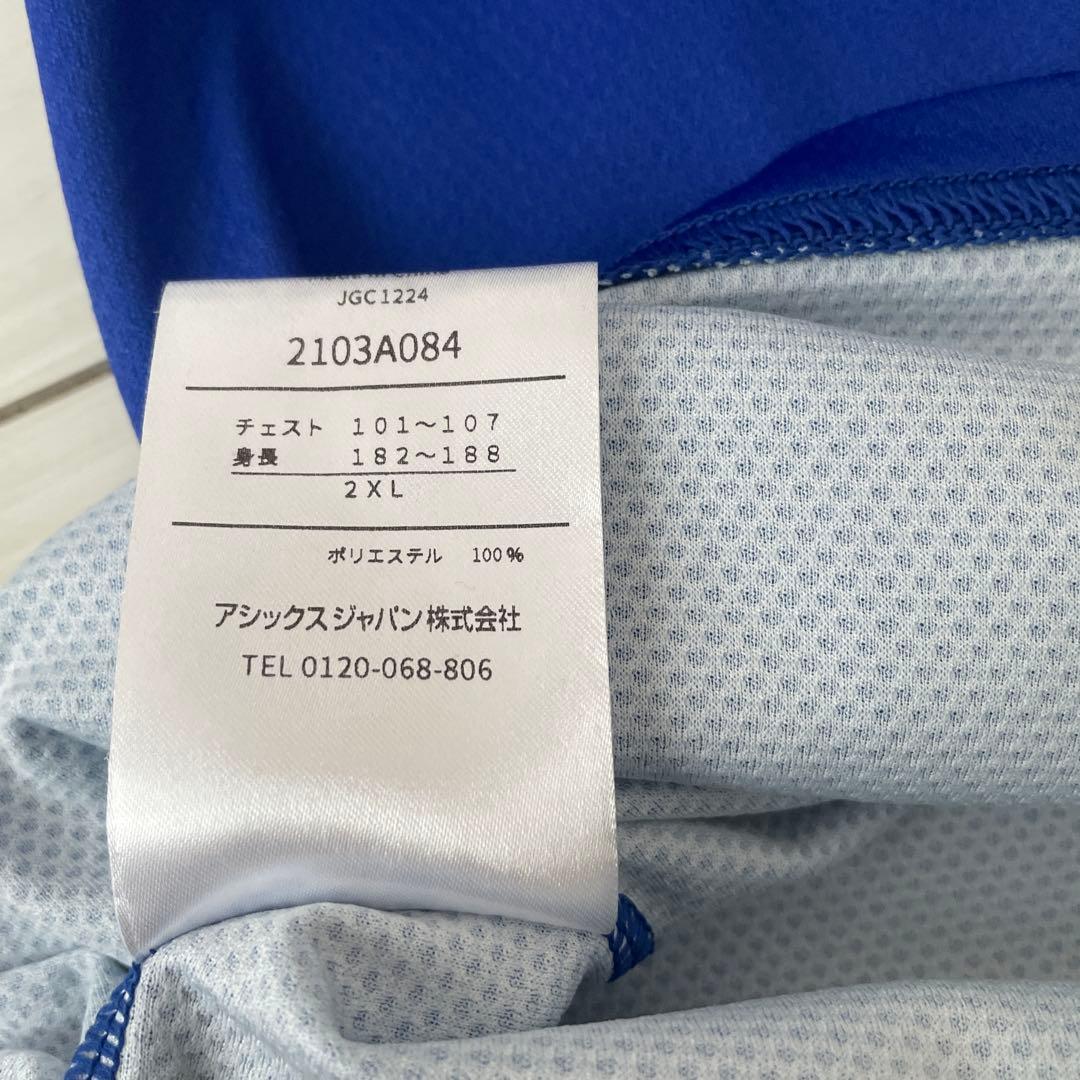 JGC1224
2103A084
チェスト 101～107
身長 182～188
2XL
ポリエステル 100%
アシックスジャパン株式会社
TEL 0120-068-806